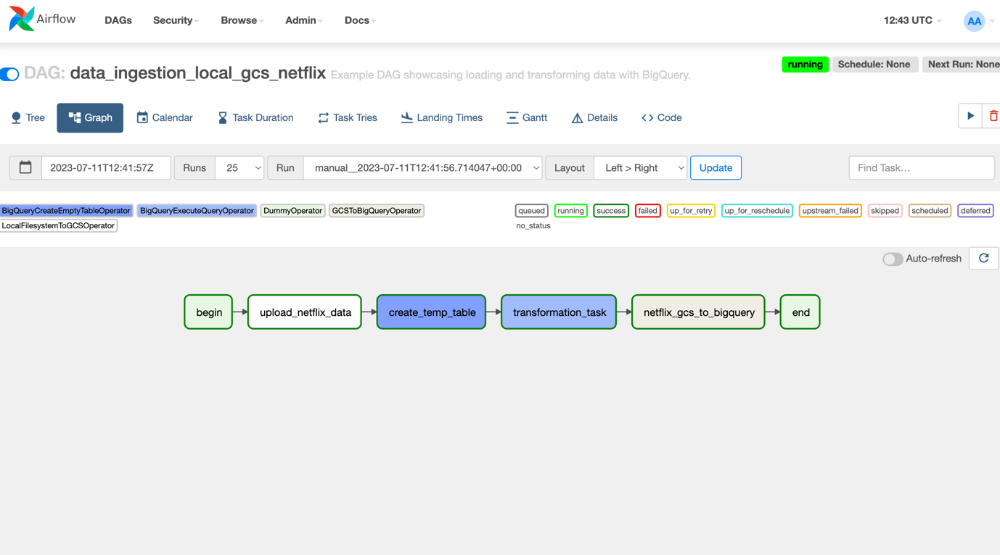 Airflow DAGs Security Browse Admin Docs 12:43 UTC AA
DAG: data_ingestion_local_gcs_netflix Example DAG showcasing loading and transforming data with BigQuery. running Schedule: None Next Run: None
Tree Graph Calendar Task Duration Task Tries Landing Times Gantt Details Code
2023-07-11T12:41:57Z Runs 25 Run manual__2023-07-11T12:41:56.714047+00:00 Layout Left > Right Update Find Task...
BigQueryCreateEmptyTableOperator BigQueryExecuteQueryOperator DummyOperator GCSToBigQueryOperator queued running success failed up_for_retry up_for_reschedule upstream_failed skipped scheduled deferred
LocalFilesystemToGCSOperator no_status
Auto-refresh
begin upload_netflix_data create_temp_table transformation_task netflix_gcs_to_bigquery end